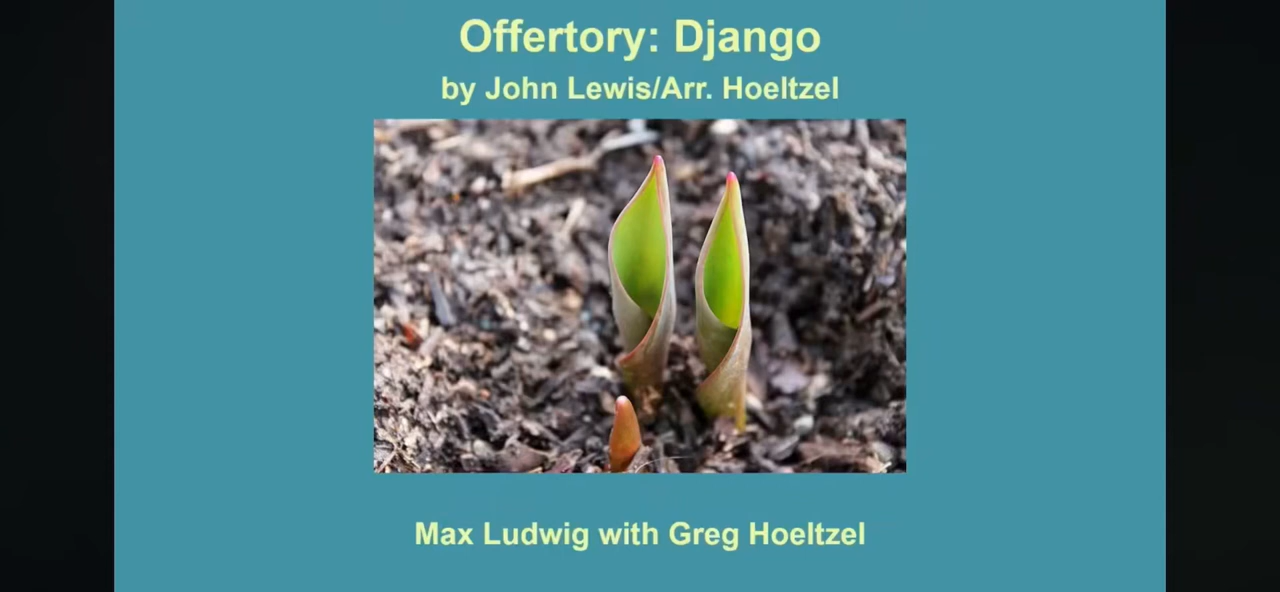 Offertory: Django
by John Lewis/Arr. Hoeltzel
Max Ludwig with Greg Hoeltzel